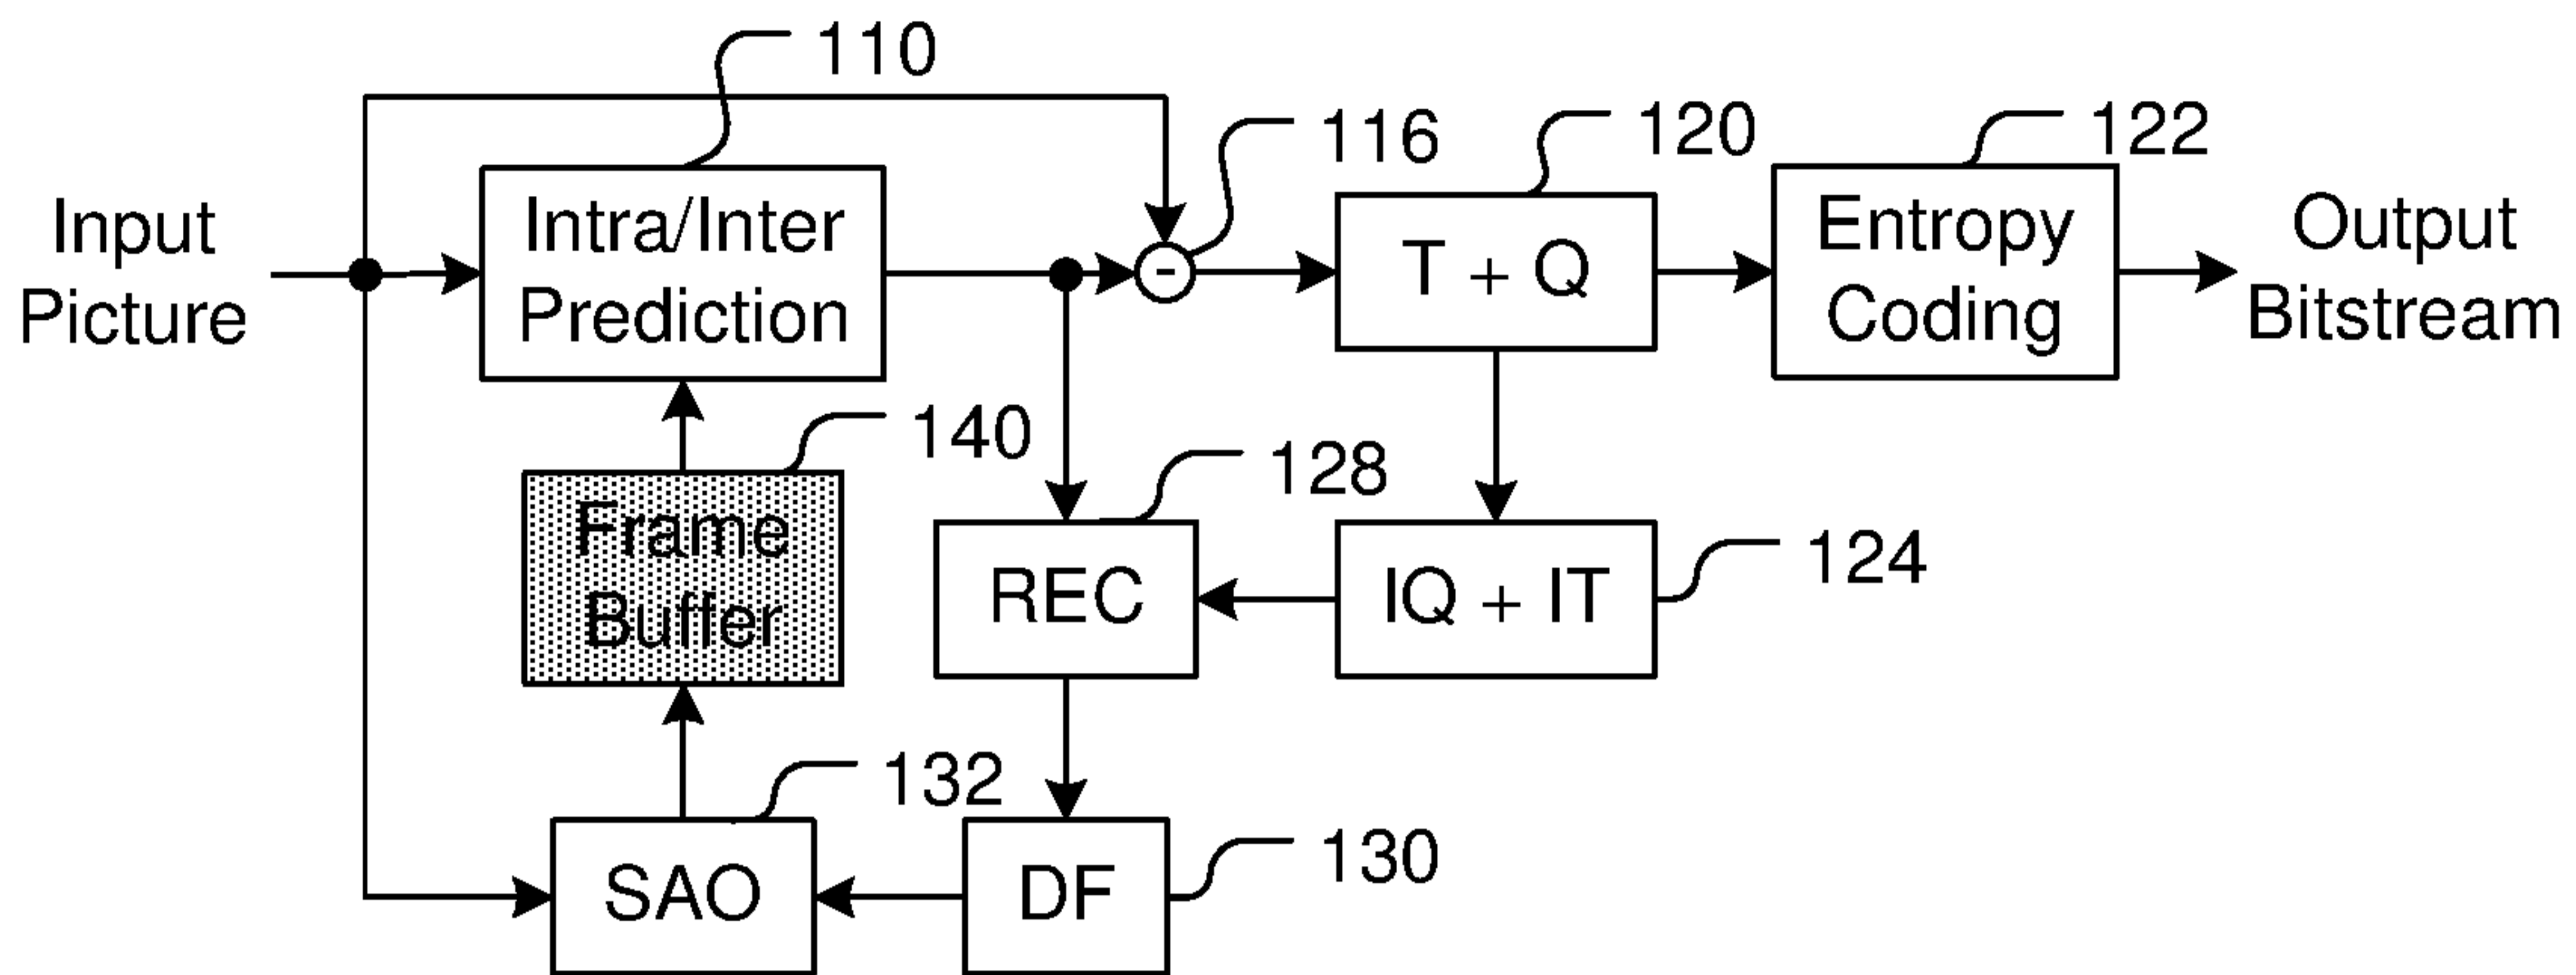 110
116
120
122
Input
Picture
Intra/Inter
Prediction
-
T + Q
Entropy
Coding
Output
Bitstream
140
Frame
Buffer
128
REC
IQ + IT
124
132
SAO
DF
130